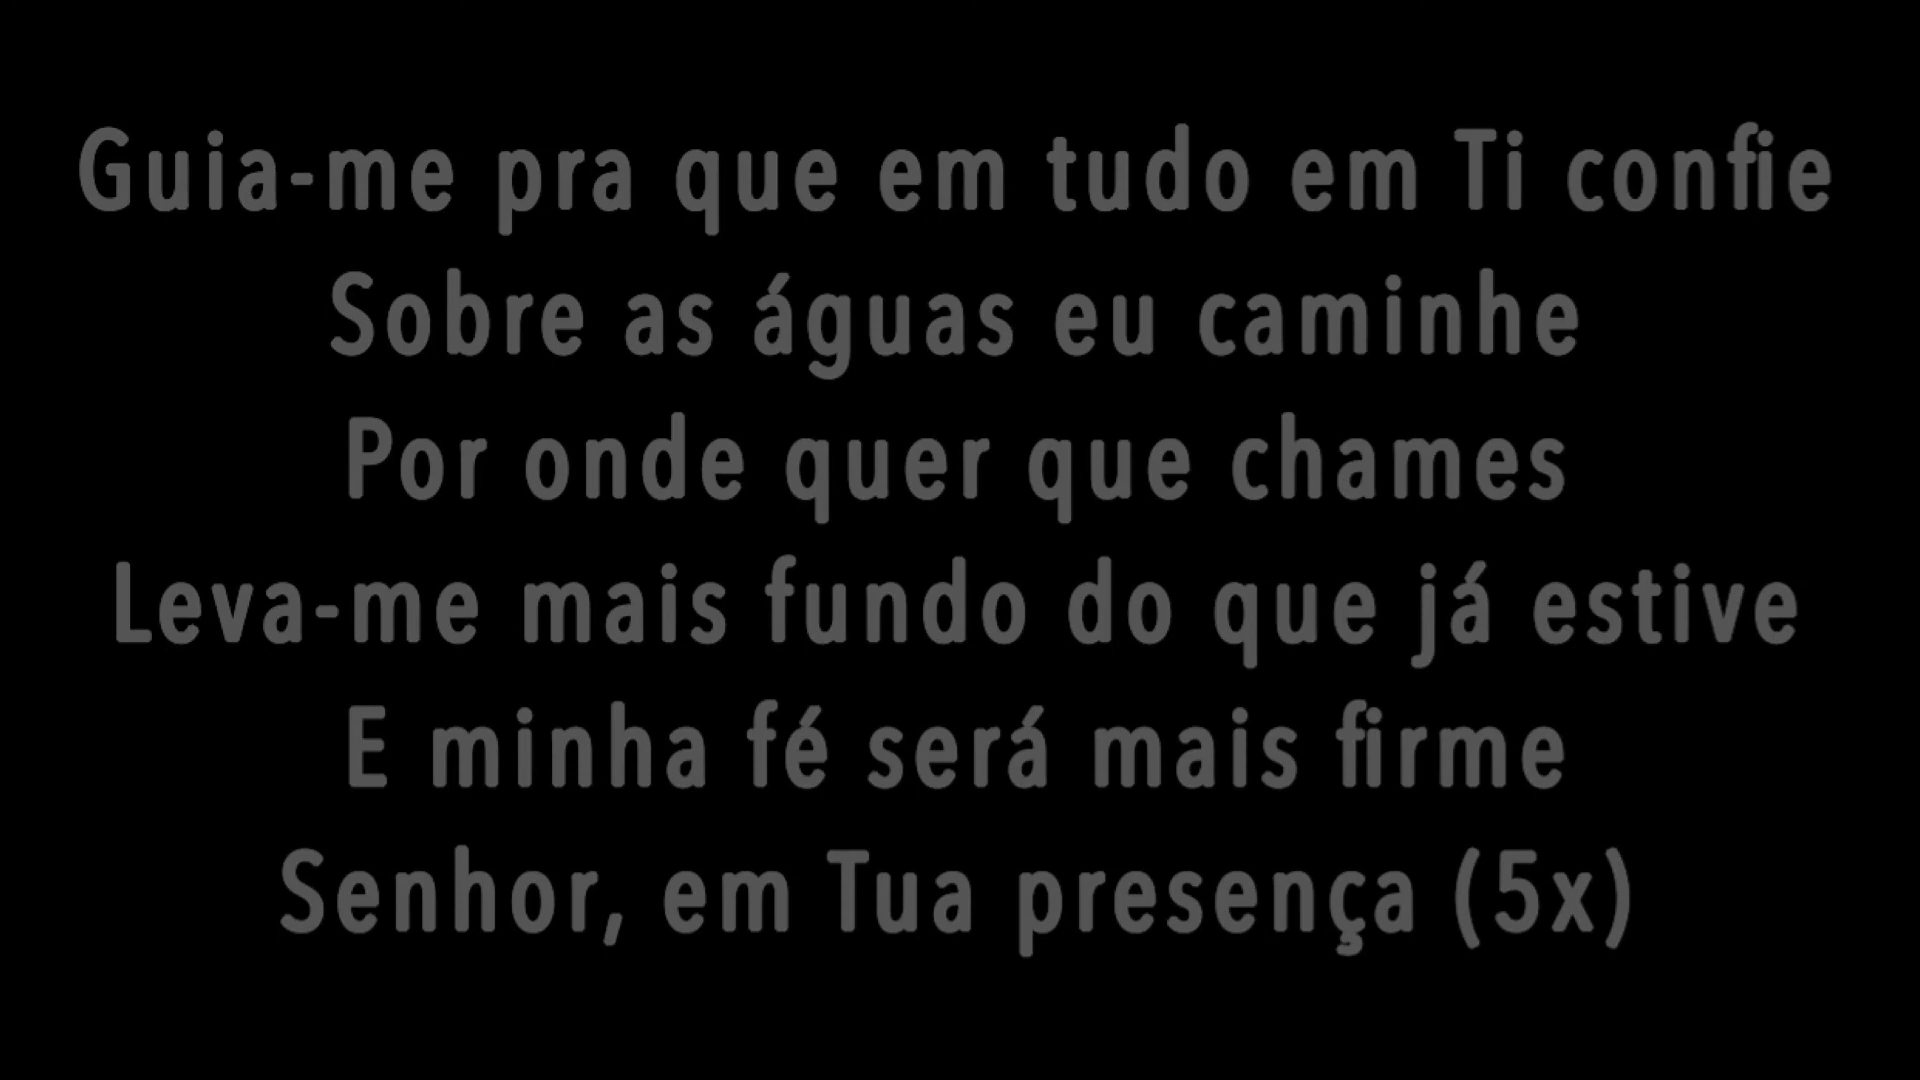 Guia-me pra que em tudo em Ti confie
Sobre as águas eu caminhe
Por onde quer que chames
Leva-me mais fundo do que já estive
E minha fé será mais firme
Senhor, em Tua presença (5x)